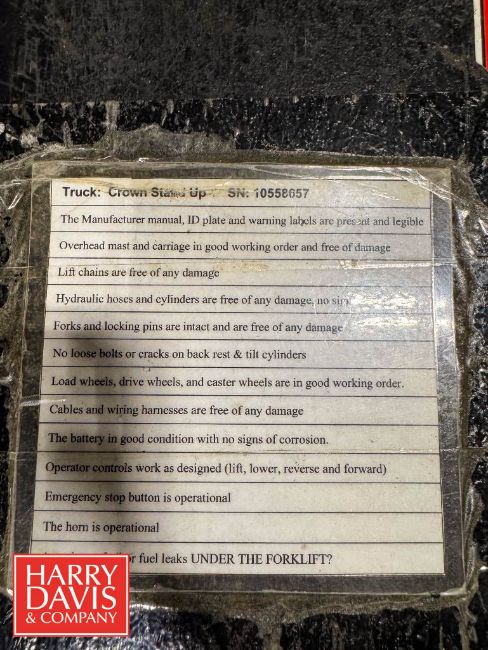 Truck: Crown Stand Up SN: 10558657
The Manufacturer manual, ID plate and warning labels are present and legible
Overhead mast and carriage in good working order and free of damage
Lift chains are free of any damage
Hydraulic hoses and cylinders are free of any damage, no
Forks and locking pins are intact and are free of any damage
No loose bolts or cracks on back rest & tilt cylinders
Load wheels, drive wheels, and caster wheels are in good working order.
Cables and wiring harnesses are free of any damage
The battery in good condition with no signs of corrosion.
Operator controls work as designed (lift, lower, reverse and forward)
Emergency stop button is operational
The horn is operational
or fuel leaks UNDER THE FORKLIFT?
HARRY
DAVIS
& COMPANY